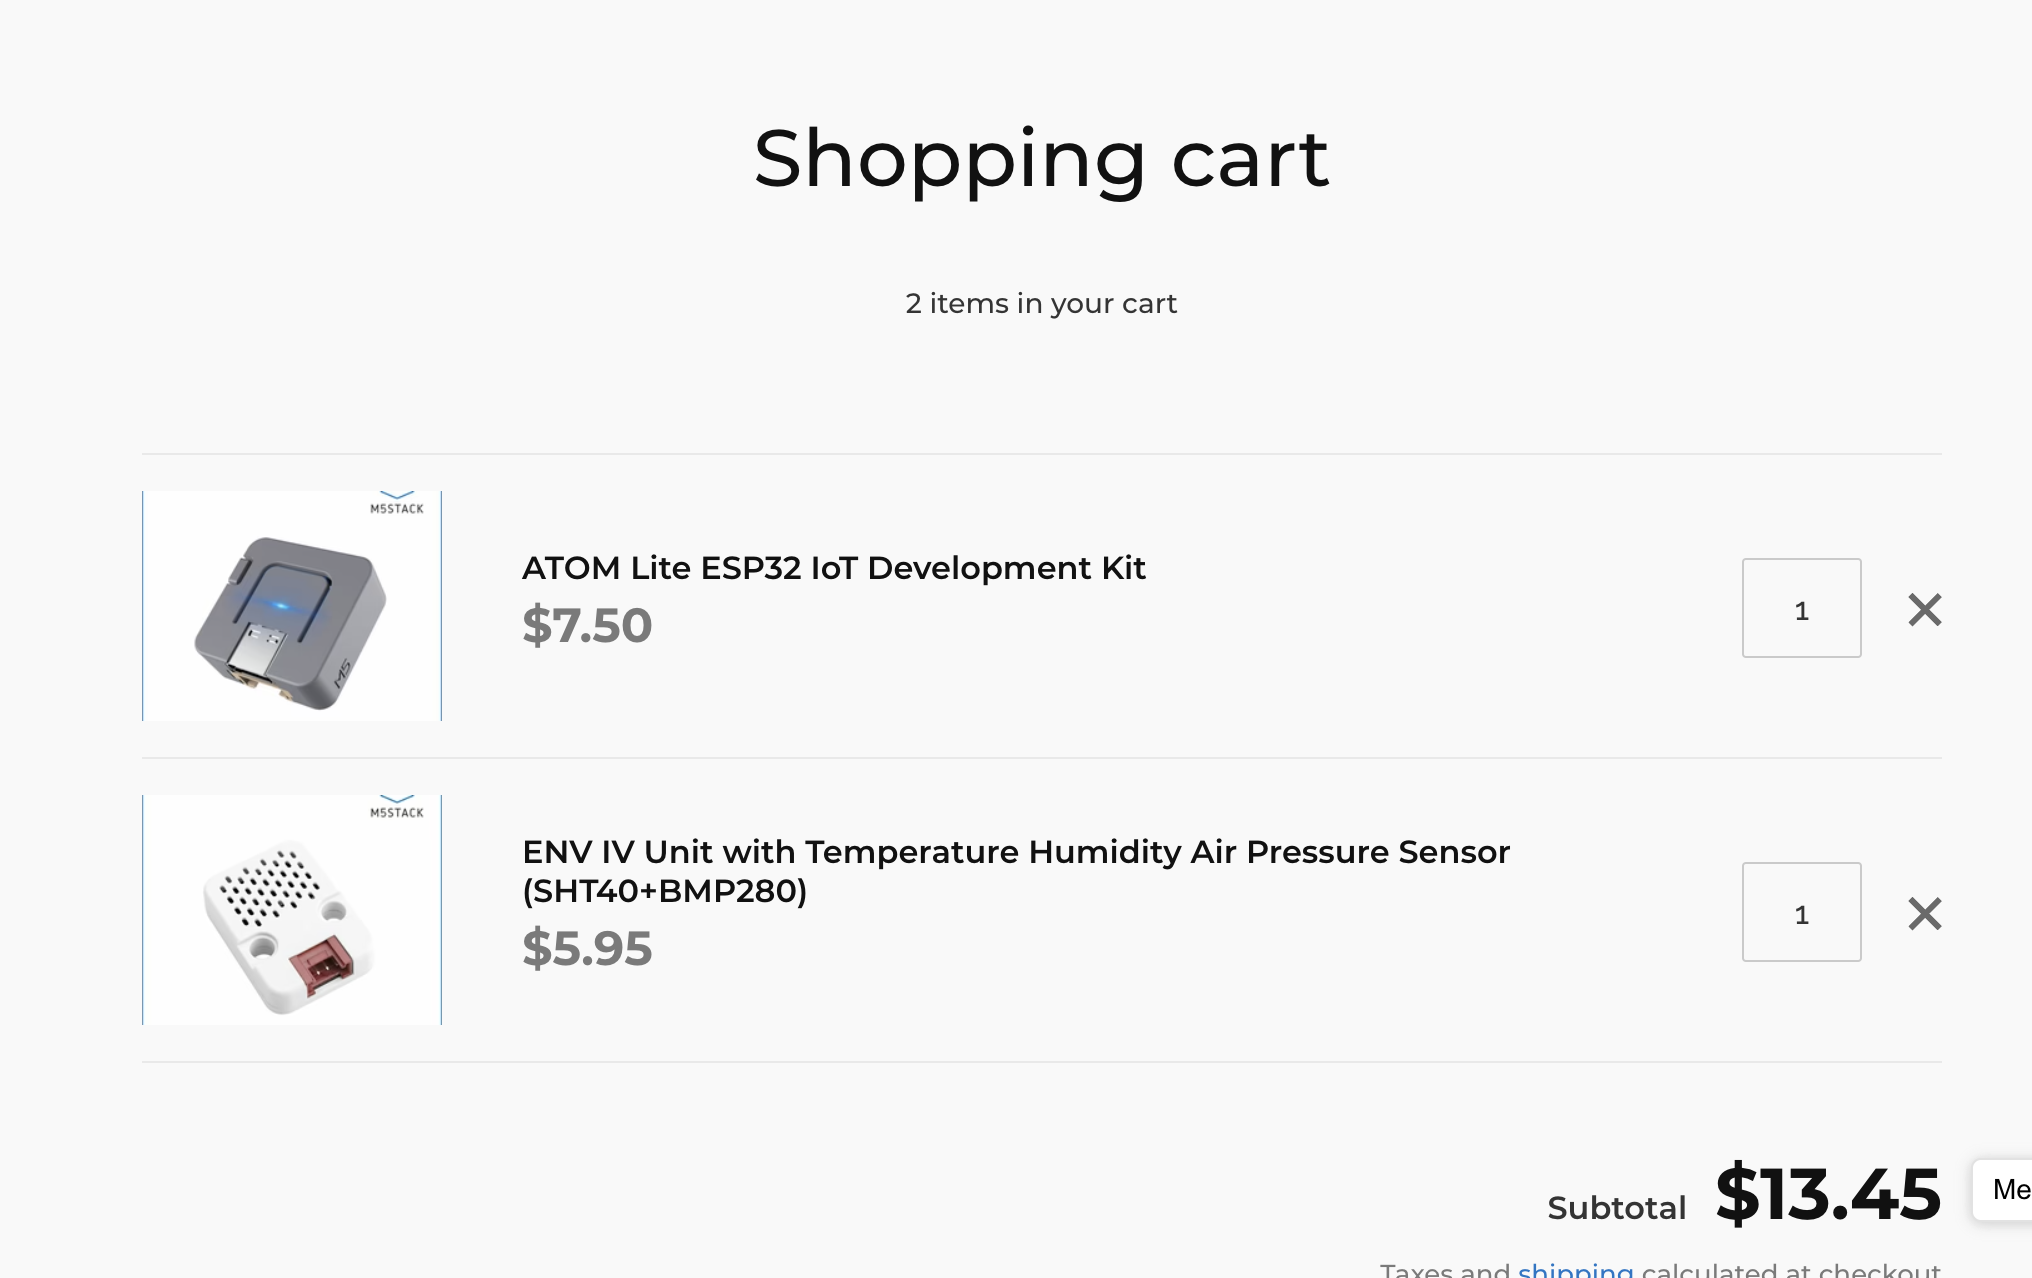 Shopping cart
2 items in your cart
M5STACK
M5
ATOM Lite ESP32 IoT Development Kit
$7.50
1
M5STACK
ENV IV Unit with Temperature Humidity Air Pressure Sensor
(SHT40+BMP280)
$5.95
1
Subtotal $13.45
Me
Taxes and shipping calculated at checkout